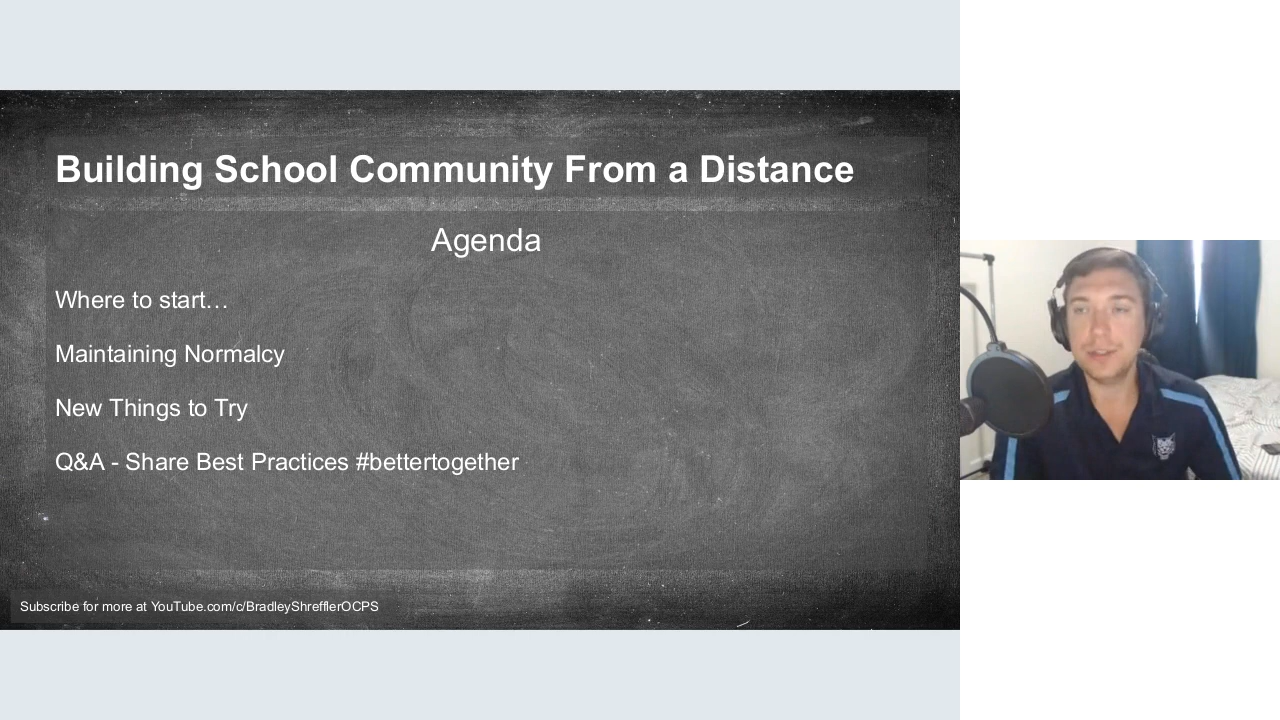 Building School Community From a Distance
Agenda
Where to start…
Maintaining Normalcy
New Things to Try
Q&A - Share Best Practices #bettertogether
Subscribe for more at YouTube.com/c/BradleyShrefflerOCPS